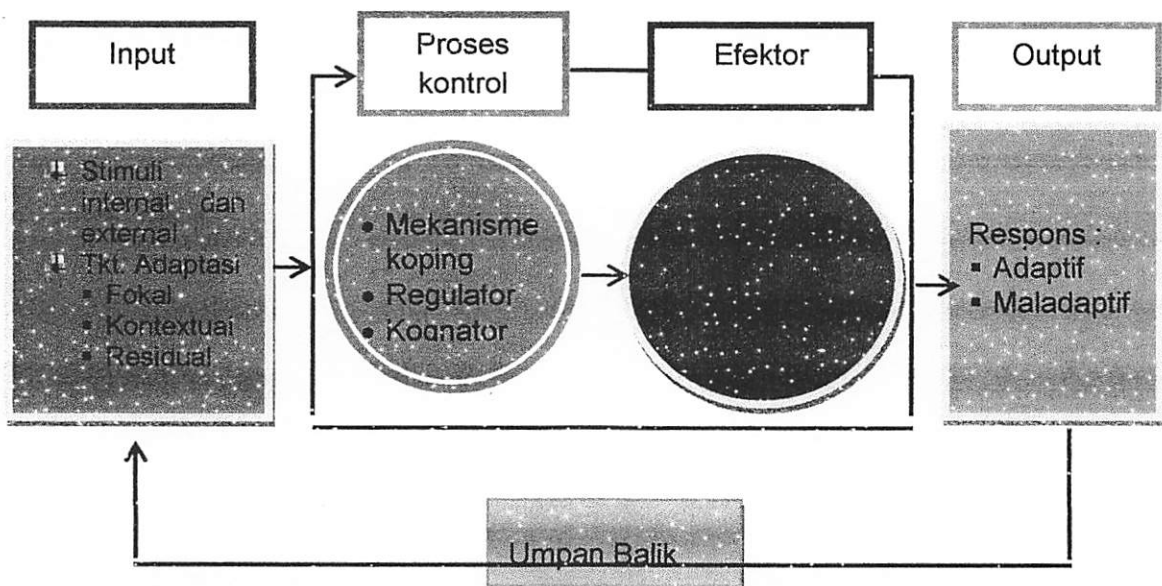 Input
Proses
kontrol
Efektor
Output
Stimuli
internal dan
external
Tkt. Adaptasi
Fokal
Kontextual
Residual
Mekanisme
koping
Regulator
Kognator
Respons :
Adaptif
Maladaptif
Umpan Balik